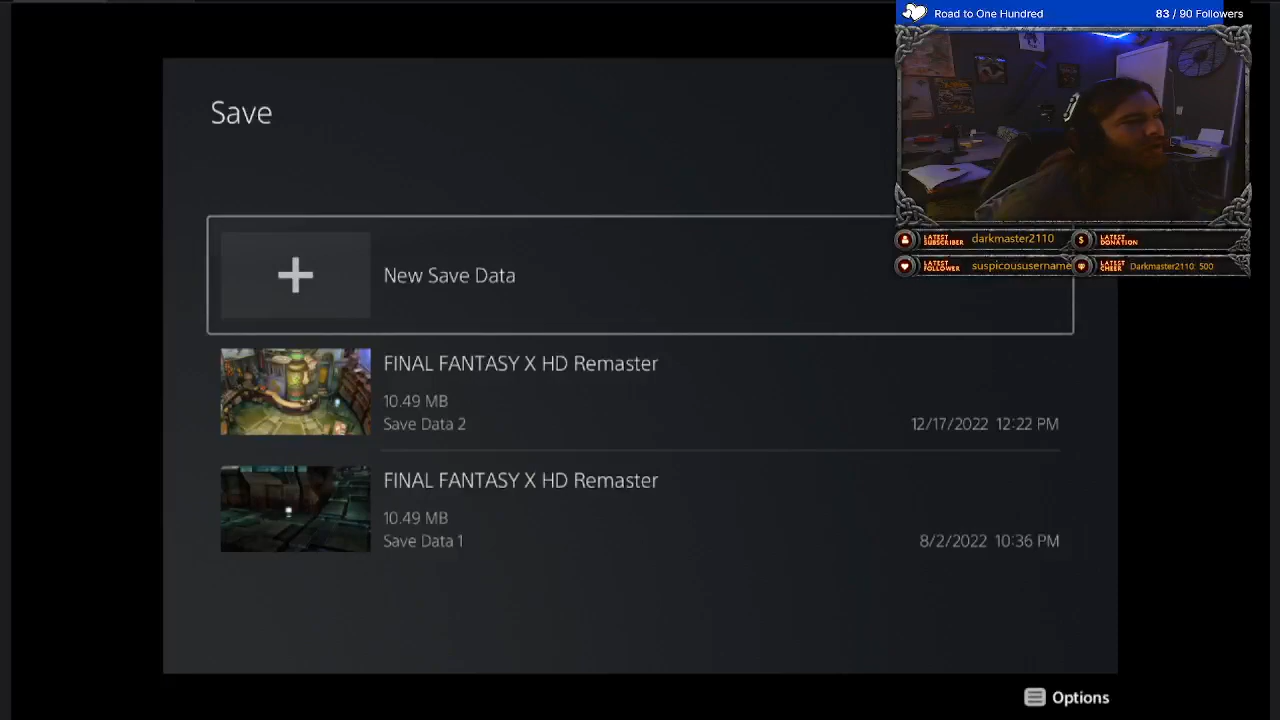 Road to One Hundred 83 / 90 Followers
Save
LATEST SUBSCRIBER darkmaster2110
LATEST DONATION
LATEST FOLLOWER suspicoususername
LATEST CHEER Darkmaster2110: 500
New Save Data
FINAL FANTASY X HD Remaster
10.49 MB
Save Data 2 12/17/2022 12:22 PM
FINAL FANTASY X HD Remaster
10.49 MB
Save Data 1 8/2/2022 10:36 PM
Options